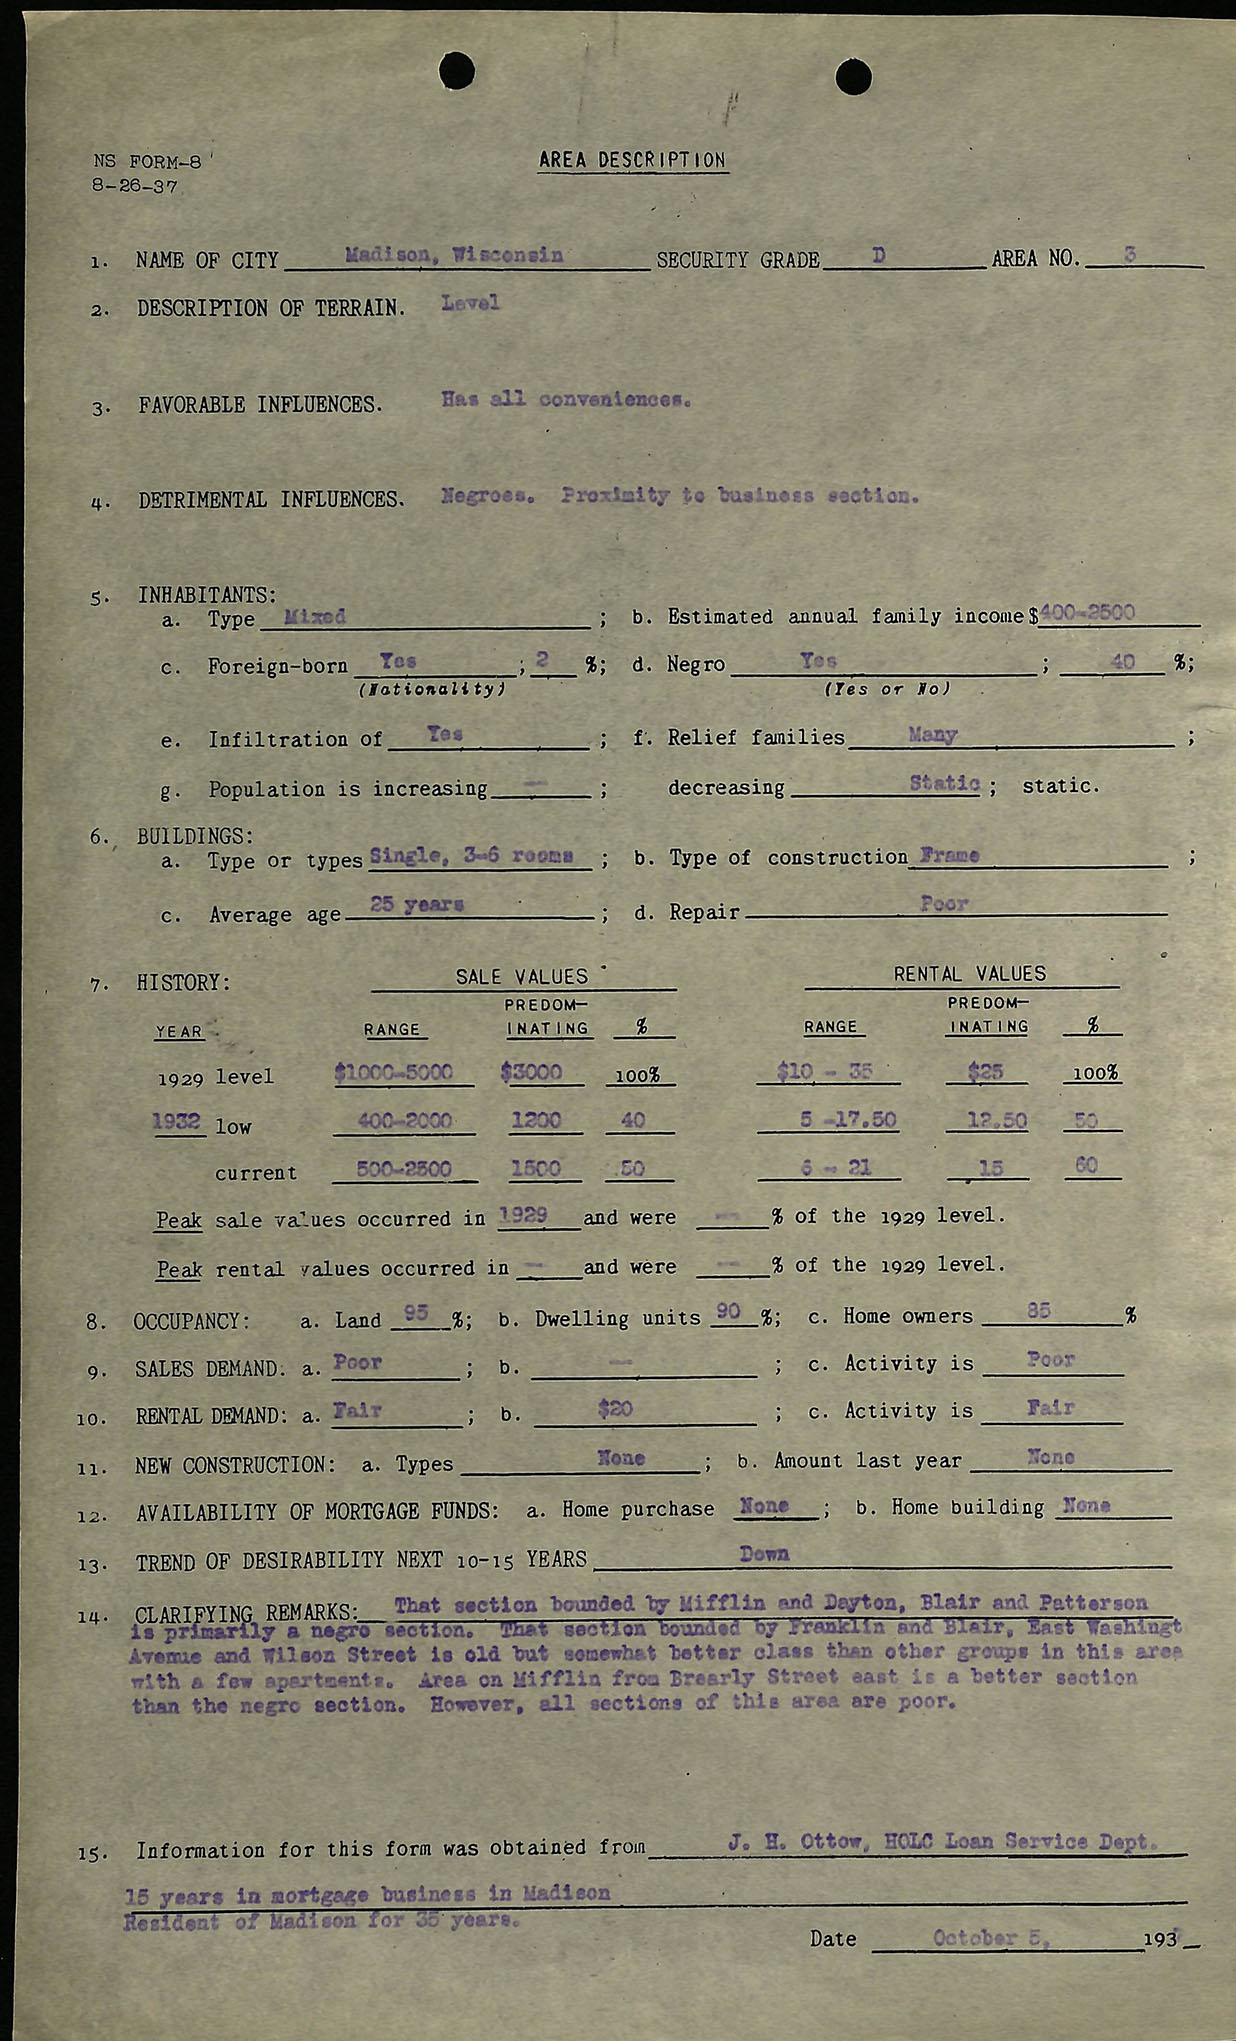 NS FORM-8
8-26-37
AREA DESCRIPTION
1. NAME OF CITY Madison, Wisconsin SECURITY GRADE D AREA NO. 3
2. DESCRIPTION OF TERRAIN. Level
3. FAVORABLE INFLUENCES. Has all conveniences.
4. DETRIMENTAL INFLUENCES. Negroes. Proximity to business section.
5. INHABITANTS:
a. Type Mixed ; b. Estimated annual family income $400-2500
c. Foreign-born Yes ; 2 %; d. Negro Yes ; 40 %;
(Nationality) (Yes or No)
e. Infiltration of Yes ; f. Relief families Many ;
g. Population is increasing — ; decreasing Static ; static.
6. BUILDINGS:
a. Type or types Single, 3-6 rooms ; b. Type of construction Frame ;
c. Average age 25 years ; d. Repair Poor
7. HISTORY: SALE VALUES RENTAL VALUES
PREDOM- PREDOM-
YEAR RANGE INATING % RANGE INATING %
1929 level $1000-5000 $3000 100% $10 - 35 $25 100%
1932 low 400-2000 1200 40 5 -17.50 12.50 50
current 500-2500 1500 50 6 - 21 15 60
Peak sale values occurred in 1929 and were — % of the 1929 level.
Peak rental values occurred in — and were — % of the 1929 level.
8. OCCUPANCY: a. Land 95 %; b. Dwelling units 90 %; c. Home owners 85 %
9. SALES DEMAND: a. Poor ; b. — ; c. Activity is Poor
10. RENTAL DEMAND: a. Fair ; b. $20 ; c. Activity is Fair
11. NEW CONSTRUCTION: a. Types None ; b. Amount last year None
12. AVAILABILITY OF MORTGAGE FUNDS: a. Home purchase None ; b. Home building None
13. TREND OF DESIRABILITY NEXT 10-15 YEARS Down
14. CLARIFYING REMARKS: That section bounded by Mifflin and Dayton, Blair and Patterson
is primarily a negro section. That section bounded by Franklin and Blair, East Washingt
Avenue and Wilson Street is old but somewhat better class than other groups in this area
with a few apartments. Area on Mifflin from Brearly Street east is a better section
than the negro section. However, all sections of this area are poor.
15. Information for this form was obtained from J. H. Ottow, HOLC Loan Service Dept.
15 years in mortgage business in Madison
Resident of Madison for 35 years.
Date October 5, 193